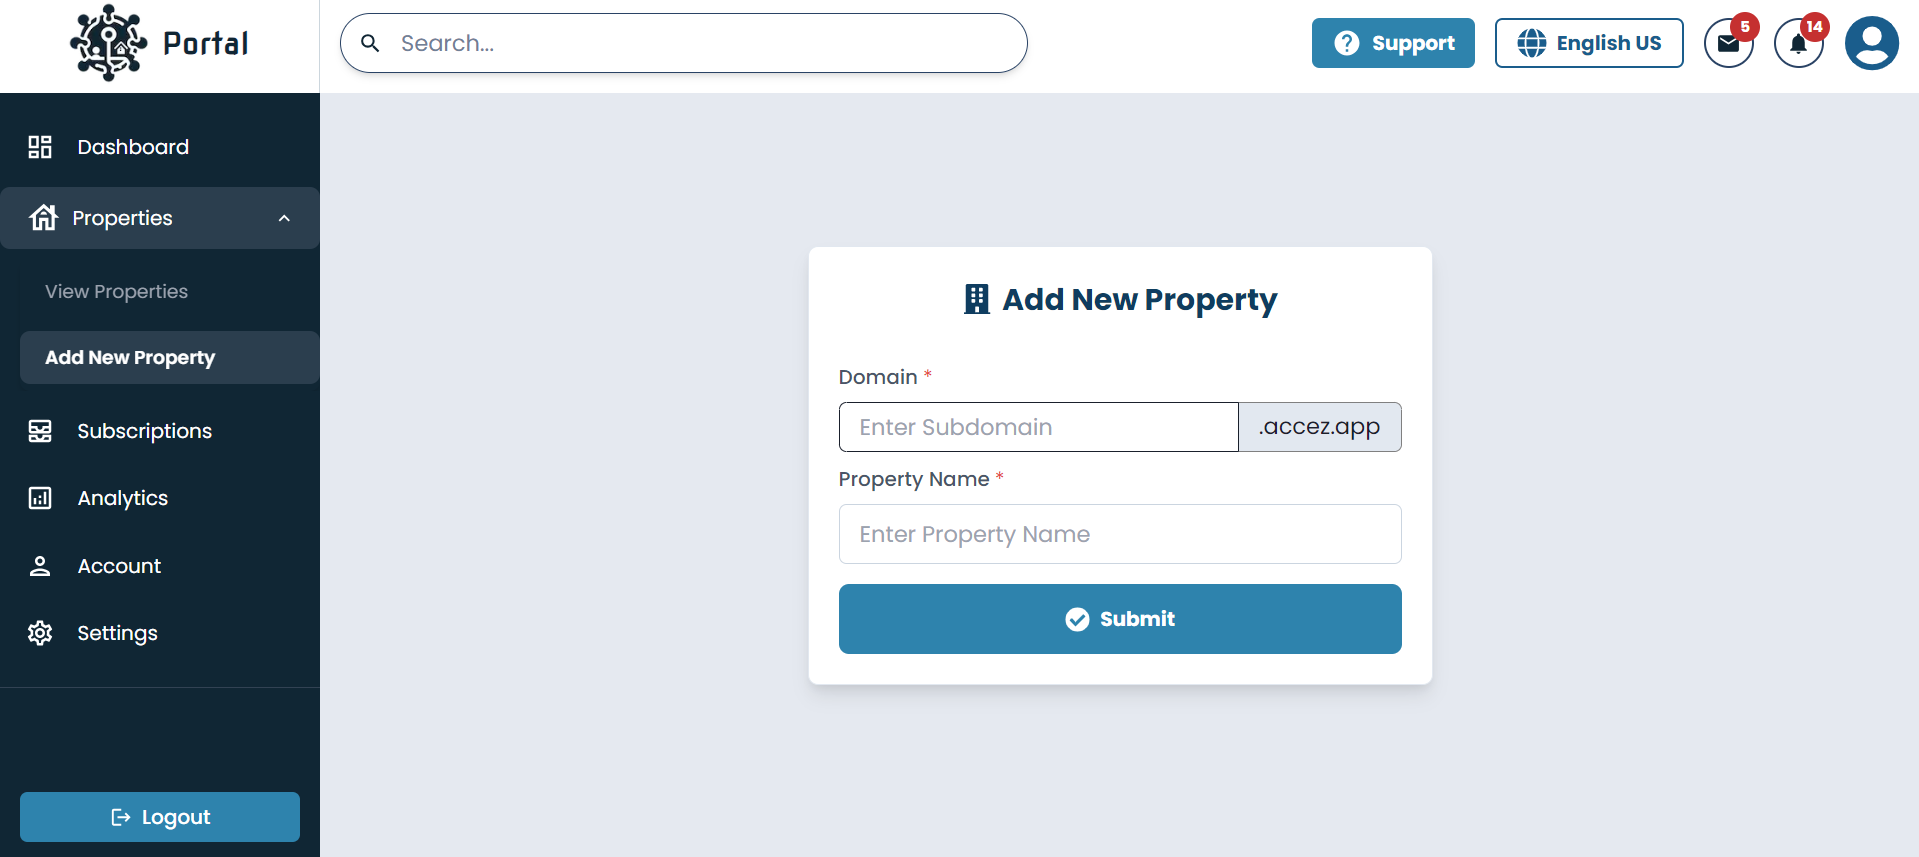 Portal
Search...
Support
English US
5
14
Dashboard
Properties
View Properties
Add New Property
Subscriptions
Analytics
Account
Settings
Logout
Add New Property
Domain *
Enter Subdomain .accez.app
Property Name *
Enter Property Name
Submit